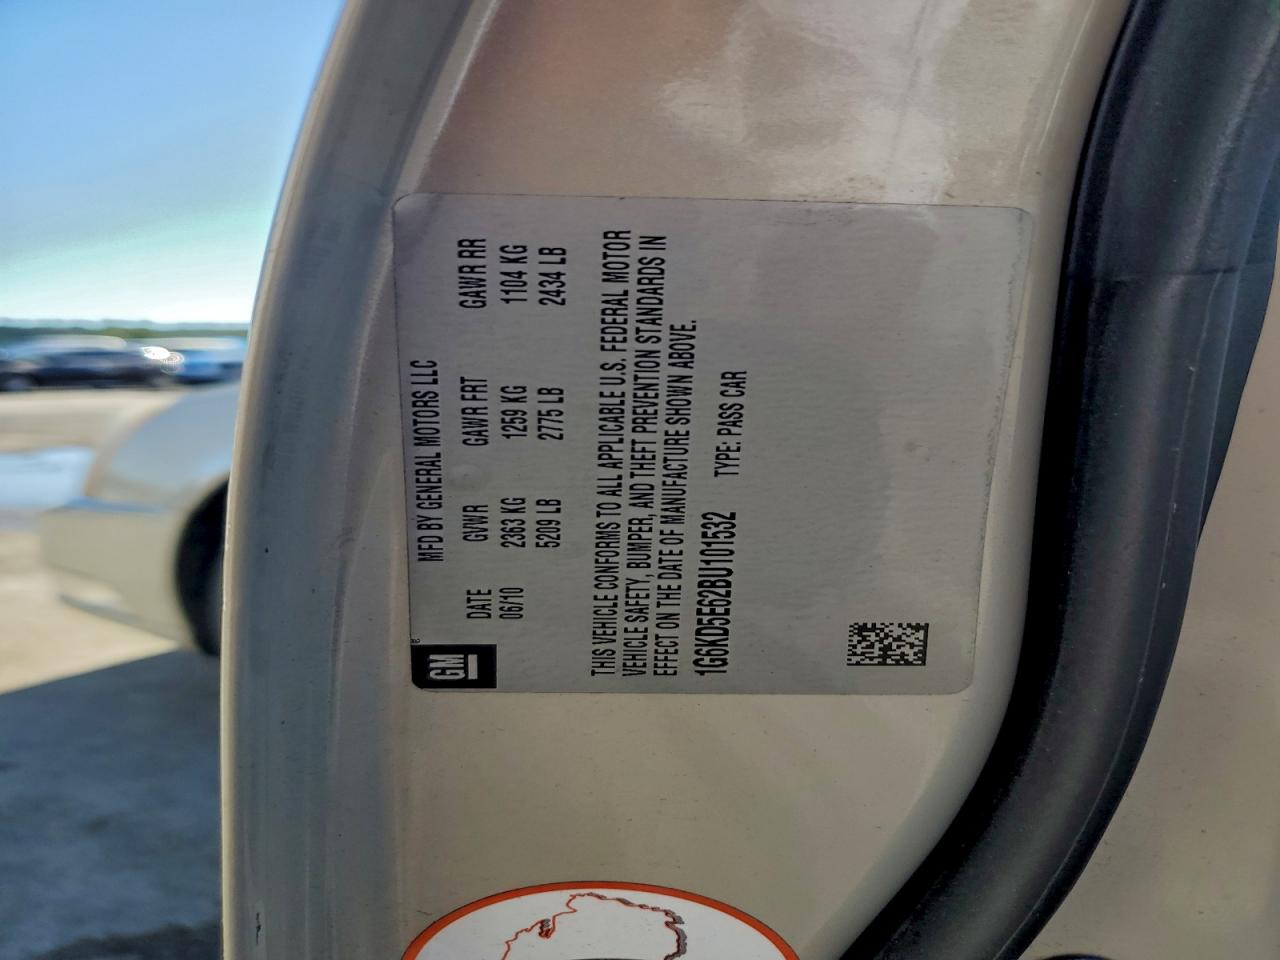 GM
MFD BY GENERAL MOTORS LLC
DATE GVWR GAWR FRT GAWR RR
06/10 2363 KG 1259 KG 1104 KG
5209 LB 2775 LB 2434 LB
THIS VEHICLE CONFORMS TO ALL APPLICABLE U.S. FEDERAL MOTOR
VEHICLE SAFETY, BUMPER, AND THEFT PREVENTION STANDARDS IN
EFFECT ON THE DATE OF MANUFACTURE SHOWN ABOVE.
1G6KD5E62BU101532 TYPE: PASS CAR